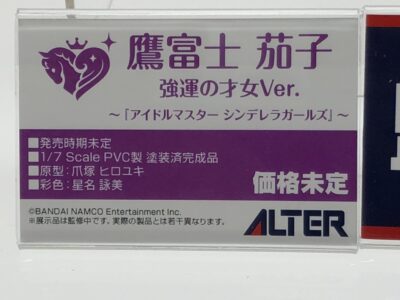 鷹富士 茄子
強運の才女Ver.
～「アイドルマスター シンデレラガールズ」～
■発売時期未定
■1/7 Scale PVC製 塗装済完成品
■原型：爪塚 ヒロユキ
■彩色：星名 詠美
価格未定
©BANDAI NAMCO Entertainment Inc.
※展示品は監修中です。実際の製品とは若干異なります。
ALTER